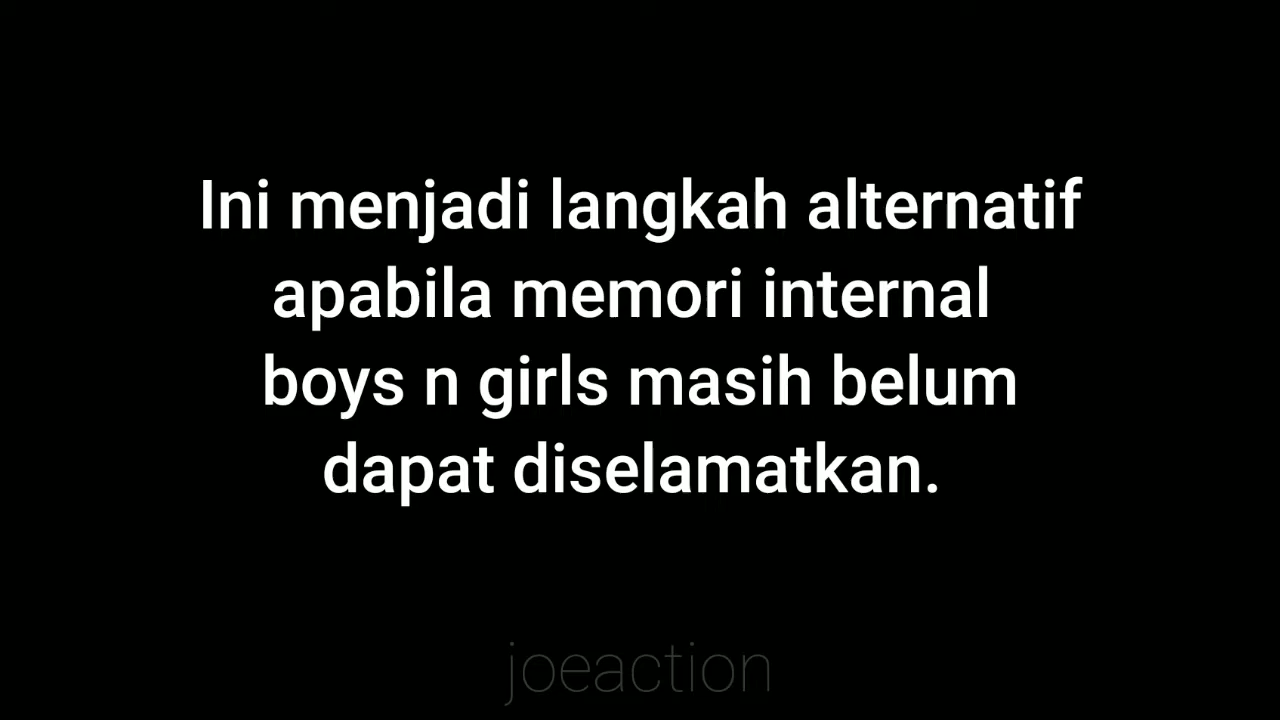 Ini menjadi langkah alternatif
apabila memori internal
boys n girls masih belum
dapat diselamatkan.
joeaction